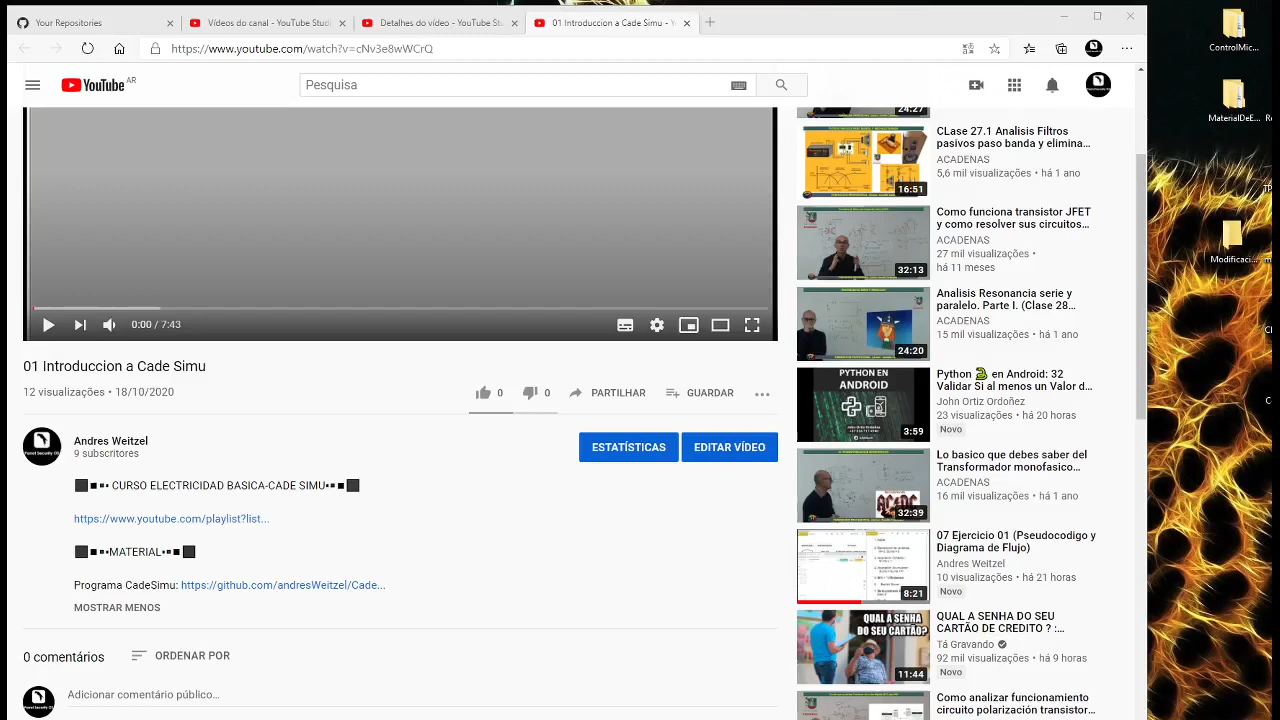 Your Repositories
Vídeos do canal - YouTube Studi
Detalhes do vídeo - YouTube St
01 Introduccion a Cade Simu - Y
https://www.youtube.com/watch?v=cNv3e8wWCrQ
YouTube AR
Pesquisa
ControlMic...
MaterialDeE...
Modificaci...
24:27
CLase 27.1 Analisis
pasivos paso banda y elimina...
ACADENAS
5,6 mil visualizações • há 1 ano
16:51
Como funciona transistor JFET
y como resolver sus circuitos...
ACADENAS
27 mil visualizações •
há 11 meses
32:13
Analisis Resonancia serie y
paralelo. Parte I. (Clase 28...
ACADENAS
15 mil visualizações • há 1 ano
24:20
PYTHON EN
ANDROID
3:59
Python en Android: 32
Validar Si al menos un Valor d...
John Ortiz Ordoñez
23 visualizações • há 20 horas
Novo
Lo basico que debes saber del
Transformador monofasico...
ACADENAS
16 mil visualizações • há 1 ano
32:39
07 Ejercicio 01 (Pseudocodigo y
Diagrama de Flujo)
Andres Weitzel
10 visualizações • há 21 horas
Novo
8:21
QUAL A SENHA
DO SEU CARTÃO?
11:44
QUAL A SENHA DO SEU
CARTÃO DE CREDITO ? :...
Tá Gravando
92 mil visualizações • há 9 horas
Novo
Como analizar funcionamiento
circuito polarización transistor...
0:00 / 7:43
01 Introduccion a Cade Simu
12 visualizações •
0
0
PARTILHAR
GUARDAR
Andres Weitzel
9 subscritores
ESTATÍSTICAS
EDITAR VÍDEO
CURSO ELECTRICIDAD BASICA-CADE SIMU
https://www.youtube.com/playlist?list...
Programa Cade
github.com/AndresWeitzel/Cade...
MOSTRAR MENOS
0 comentários
ORDENAR POR
Adicionar comentário público...